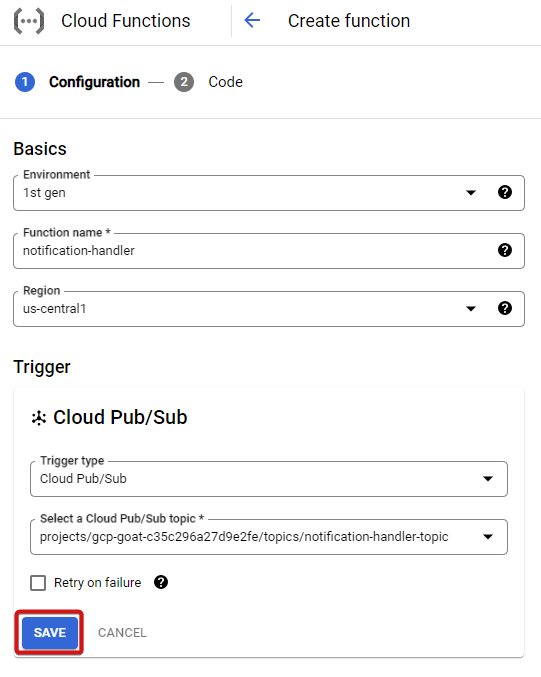 Cloud Functions
Create function
1 Configuration — 2 Code
Basics
Environment
1st gen
Function name *
notification-handler
Region
us-central1
Trigger
Cloud Pub/Sub
Trigger type
Cloud Pub/Sub
Select a Cloud Pub/Sub topic *
projects/gcp-goat-c35c296a27d9e2fe/topics/notification-handler-topic
Retry on failure
SAVE CANCEL